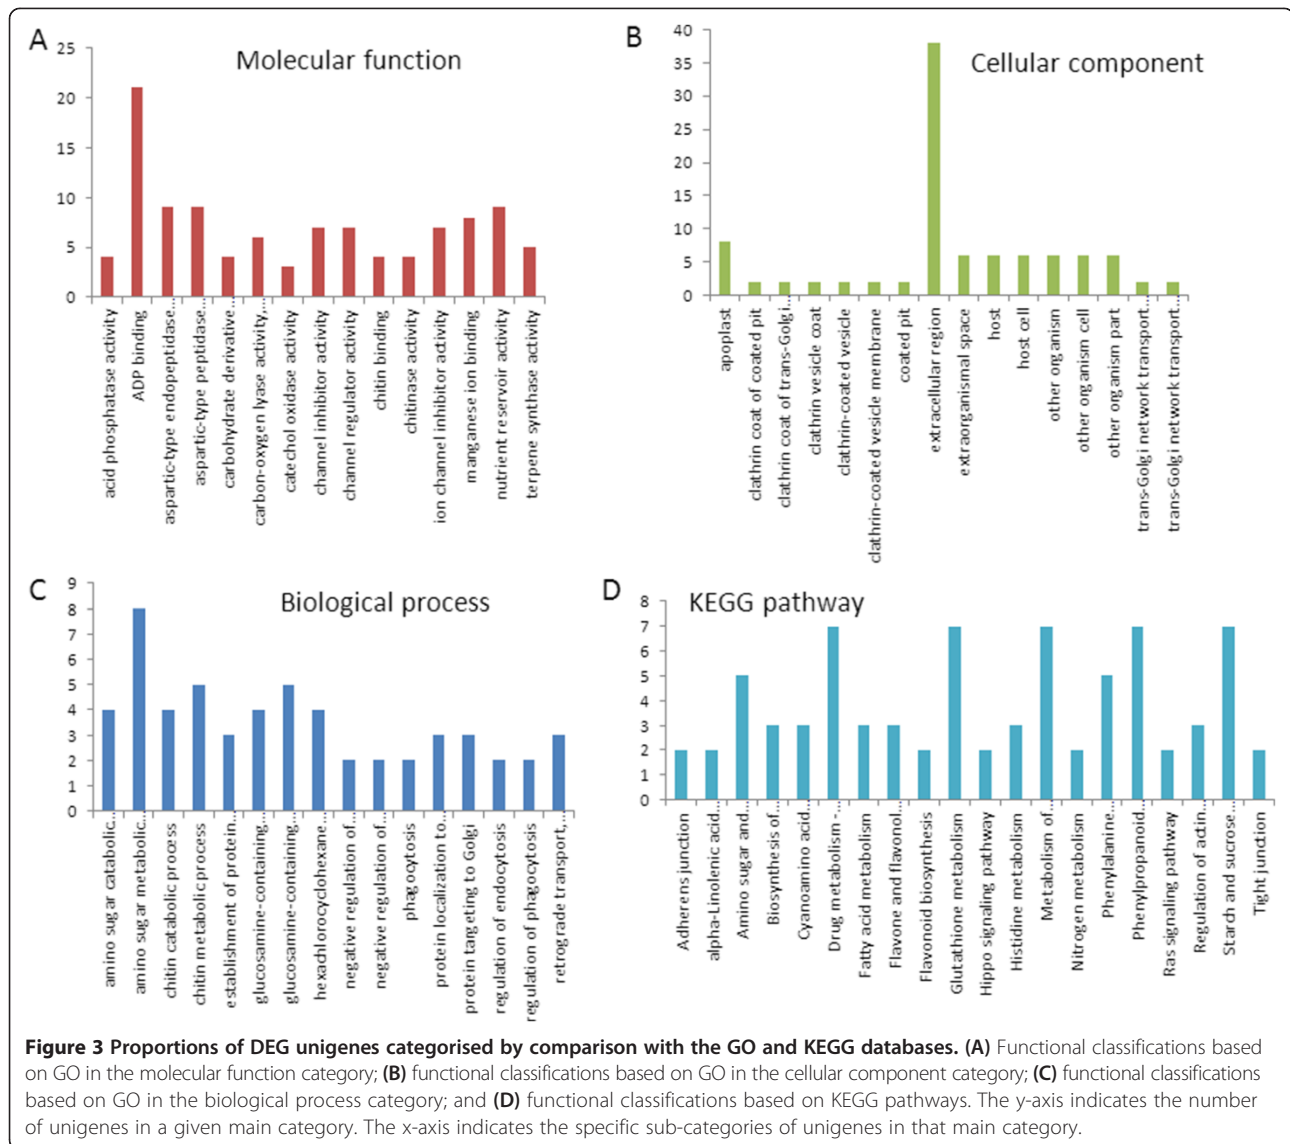 A
Molecular function
25
20
15
10
5
0
acid phosphatase activity
ADP binding
aspartic-type endopeptidase...
aspartic-type peptidase...
carbohydrate derivative...
carbon-oxygen lyase activity,...
catechol oxidase activity
channel inhibitor activity
channel regulator activity
chitin binding
chitinase activity
ion channel inhibitor activity
manganese ion binding
nutrient reservoir activity
terpene synthase activity
B
Cellular component
40
35
30
25
20
15
10
5
0
apoplast
clathrin coat of coated pit
clathrin coat of trans-Golgi...
clathrin vesicle coat
clathrin-coated vesicle
clathrin-coated vesicle membrane
coated pit
extracellular region
extraorganismal space
host
host cell
other organism
other organism cell
other organism part
trans-Golgi network transport...
trans-Golgi network transport...
C
Biological process
9
8
7
6
5
4
3
2
1
0
amino sugar catabolic...
amino sugar metabolic...
chitin catabolic process
chitin metabolic process
establishment of protein...
glucosamine-containing...
glucosamine-containing...
hexachlorocyclohexane...
negative regulation of...
negative regulation of...
phagocytosis
protein localization to...
protein targeting to Golgi
regulation of endocytosis
regulation of phagocytosis
retrograde transport,...
D
KEGG pathway
8
7
6
5
4
3
2
1
0
Adherens junction
alpha-Linolenic acid...
Amino sugar and...
Biosynthesis of...
Cyanoamino acid...
Drug metabolism -...
Fatty acid metabolism
Flavone and flavonol...
Flavonoid biosynthesis
Glutathione metabolism
Hippo signaling pathway
Histidine metabolism
Metabolism of...
Nitrogen metabolism
Phenylalanine...
Phenylpropanoid...
Ras signaling pathway
Regulation of actin...
Starch and sucrose...
Tight junction
Figure 3 Proportions of DEG unigenes categorised by comparison with the GO and KEGG databases. (A) Functional classifications based
on GO in the molecular function category; (B) functional classifications based on GO in the cellular component category; (C) functional classifications
based on GO in the biological process category; and (D) functional classifications based on KEGG pathways. The y-axis indicates the number
of unigenes in a given main category. The x-axis indicates the specific sub-categories of unigenes in that main category.